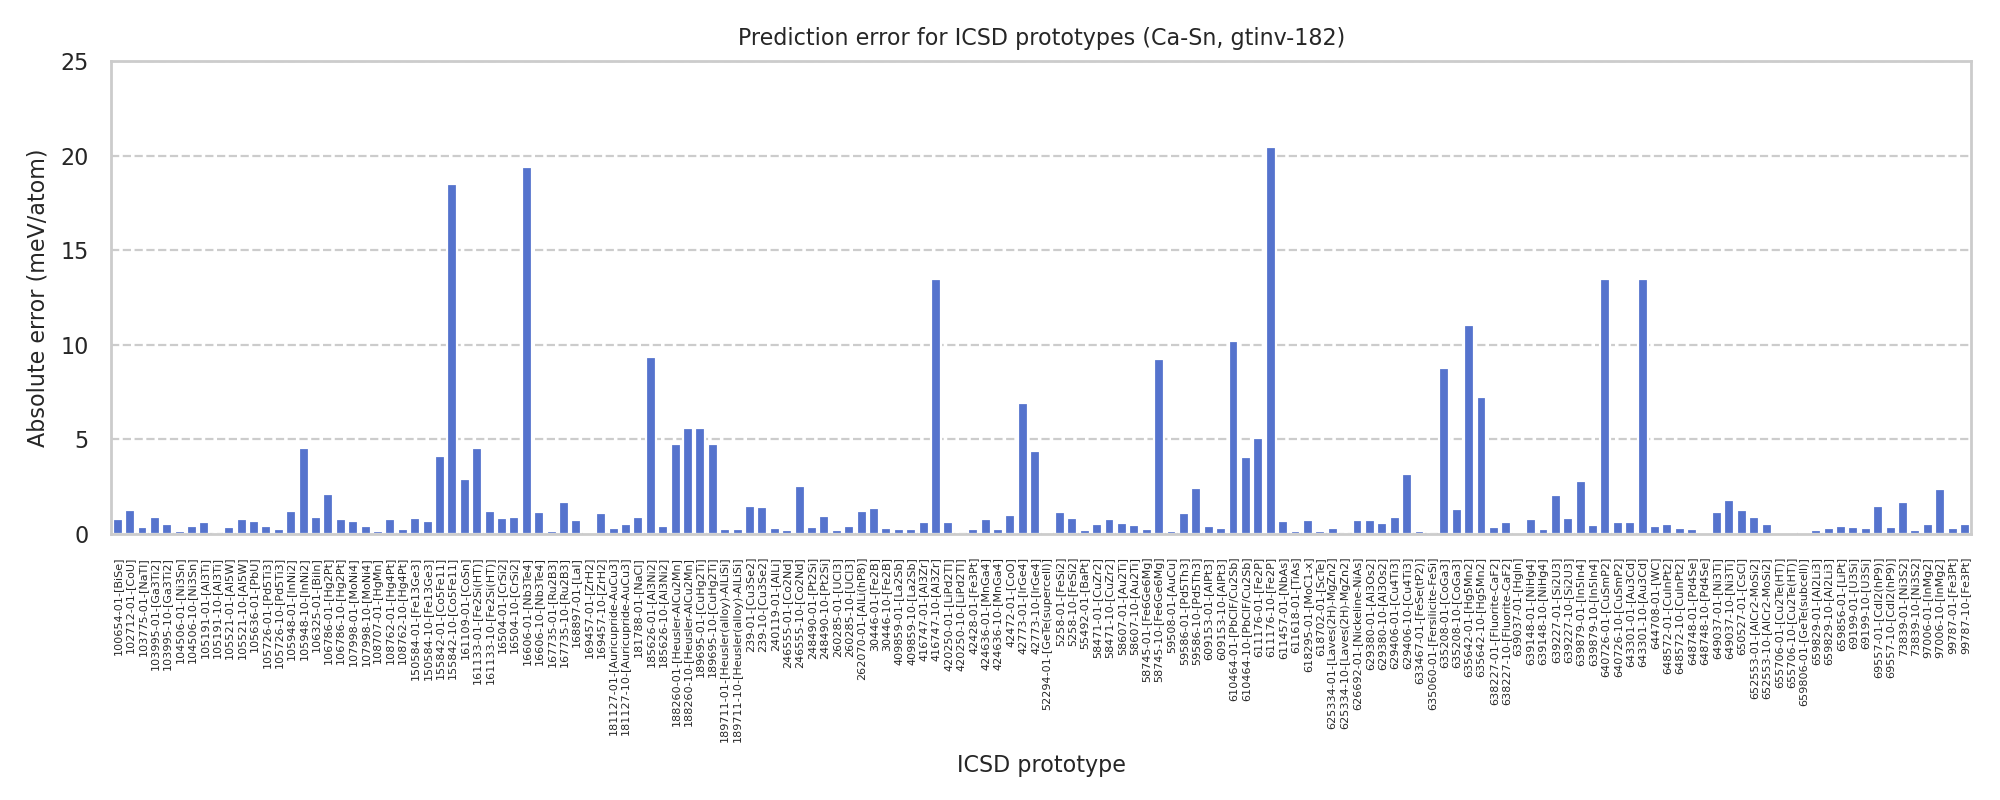 Prediction error for ICSD prototypes (Ca-Sn, gtinv-182)
Absolute error (meV/atom)
25
20
15
10
5
0
100654-01-[BiSe]
102712-01-[CoU]
103775-01-[NaTl]
103995-01-[Ga3Ti2]
103995-10-[Ga3Ti2]
104506-01-[Ni3Sn]
104506-10-[Ni3Sn]
105191-01-[Al3Ti]
105191-10-[Al3Ti]
105521-01-[Al5W]
105521-10-[Al5W]
105636-01-[PbU]
105726-01-[Pd5Ti3]
105726-10-[Pd5Ti3]
105948-01-[InNi2]
105948-10-[InNi2]
106325-01-[BiIn]
106786-01-[Hg2Pt]
106786-10-[Hg2Pt]
107998-01-[MoNi4]
107998-10-[MoNi4]
108707-01-[HgMn]
108762-01-[Hg4Pt]
108762-10-[Hg4Pt]
150584-01-[Fe13Ge3]
150584-10-[Fe13Ge3]
155842-01-[Co5Fe11]
155842-10-[Co5Fe11]
161109-01-[CoSn]
161133-01-[Fe2Si(HT)]
161133-10-[Fe2Si(HT)]
16504-01-[CrSi2]
16504-10-[CrSi2]
16606-01-[Nb3Te4]
16606-10-[Nb3Te4]
167735-01-[Ru2B3]
167735-10-[Ru2B3]
168897-01-[LaI]
169457-01-[ZrH2]
169457-10-[ZrH2]
181127-01-[Auricupride-AuCu3]
181127-10-[Auricupride-AuCu3]
181788-01-[NaCl]
185626-01-[Al3Ni2]
185626-10-[Al3Ni2]
188260-01-[Heusler-AlCu2Mn]
188260-10-[Heusler-AlCu2Mn]
189695-01-[CuHg2Ti]
189695-10-[CuHg2Ti]
189711-01-[Heusler(alloy)-AlLiSi]
189711-10-[Heusler(alloy)-AlLiSi]
239-01-[Cu3Se2]
239-10-[Cu3Se2]
240119-01-[AlLi]
246555-01-[Co2Nd]
246555-10-[Co2Nd]
248490-01-[Pt2Si]
248490-10-[Pt2Si]
260285-01-[UCl3]
260285-10-[UCl3]
262070-01-[AlLi(hP8)]
30446-01-[Fe2B]
30446-10-[Fe2B]
409859-01-[La2Sb]
409859-10-[La2Sb]
416747-01-[Al3Zr]
416747-10-[Al3Zr]
420250-01-[LiPd2Tl]
420250-10-[LiPd2Tl]
42428-01-[Fe3Pt]
424636-01-[MnGa4]
424636-10-[MnGa4]
42472-01-[CoO]
42773-01-[IrGe4]
42773-10-[IrGe4]
52294-01-[GeTe(supercell)]
5258-01-[FeSi2]
5258-10-[FeSi2]
55492-01-[BaPt]
58471-01-[CuZr2]
58471-10-[CuZr2]
58607-01-[Au2Ti]
58607-10-[Au2Ti]
58745-01-[Fe6Ge6Mg]
58745-10-[Fe6Ge6Mg]
59508-01-[AuCu]
59586-01-[Pd5Th3]
59586-10-[Pd5Th3]
609153-01-[AlPt3]
609153-10-[AlPt3]
610464-01-[PbClF/Cu2Sb]
610464-10-[PbClF/Cu2Sb]
611176-01-[Fe2P]
611176-10-[Fe2P]
611457-01-[NbAs]
611618-01-[TiAs]
618295-01-[MoC1-x]
618702-01-[ScTe]
625334-01-[Laves(2H)-MgZn2]
625334-10-[Laves(2H)-MgZn2]
626692-01-[Nickeline-NiAs]
629380-01-[Al3Os2]
629380-10-[Al3Os2]
629406-01-[Cu4Ti3]
629406-10-[Cu4Ti3]
633467-01-[FeSe(tP2)]
635060-01-[Fersilicite-FeSi]
635208-01-[CoGa3]
635208-10-[CoGa3]
635642-01-[Hg5Mn2]
635642-10-[Hg5Mn2]
638227-01-[Fluorite-CaF2]
638227-10-[Fluorite-CaF2]
639037-01-[HgIn]
639148-01-[NiHg4]
639148-10-[NiHg4]
639227-01-[Si2U3]
639227-10-[Si2U3]
639879-01-[In5In4]
639879-10-[In5In4]
640726-01-[CuSmP2]
640726-10-[CuSmP2]
643301-01-[Au3Cd]
643301-10-[Au3Cd]
644708-01-[WC]
648572-01-[CuInPt2]
648572-10-[CuInPt2]
648748-01-[Pd4Se]
648748-10-[Pd4Se]
649037-01-[Ni3Ti]
649037-10-[Ni3Ti]
650527-01-[CsCl]
652553-01-[AlCr2-MoSi2]
652553-10-[AlCr2-MoSi2]
655706-01-[Cu2Te(HT)]
655706-10-[Cu2Te(HT)]
659806-01-[GeTe(subcell)]
659829-01-[Al2Li3]
659829-10-[Al2Li3]
659856-01-[LiPt]
69199-01-[U3Si]
69199-10-[U3Si]
69557-01-[CdI2(hP9)]
69557-10-[CdI2(hP9)]
73839-01-[Ni3S2]
73839-10-[Ni3S2]
97006-01-[InMg2]
97006-10-[InMg2]
99787-01-[Fe3Pt]
99787-10-[Fe3Pt]
ICSD prototype